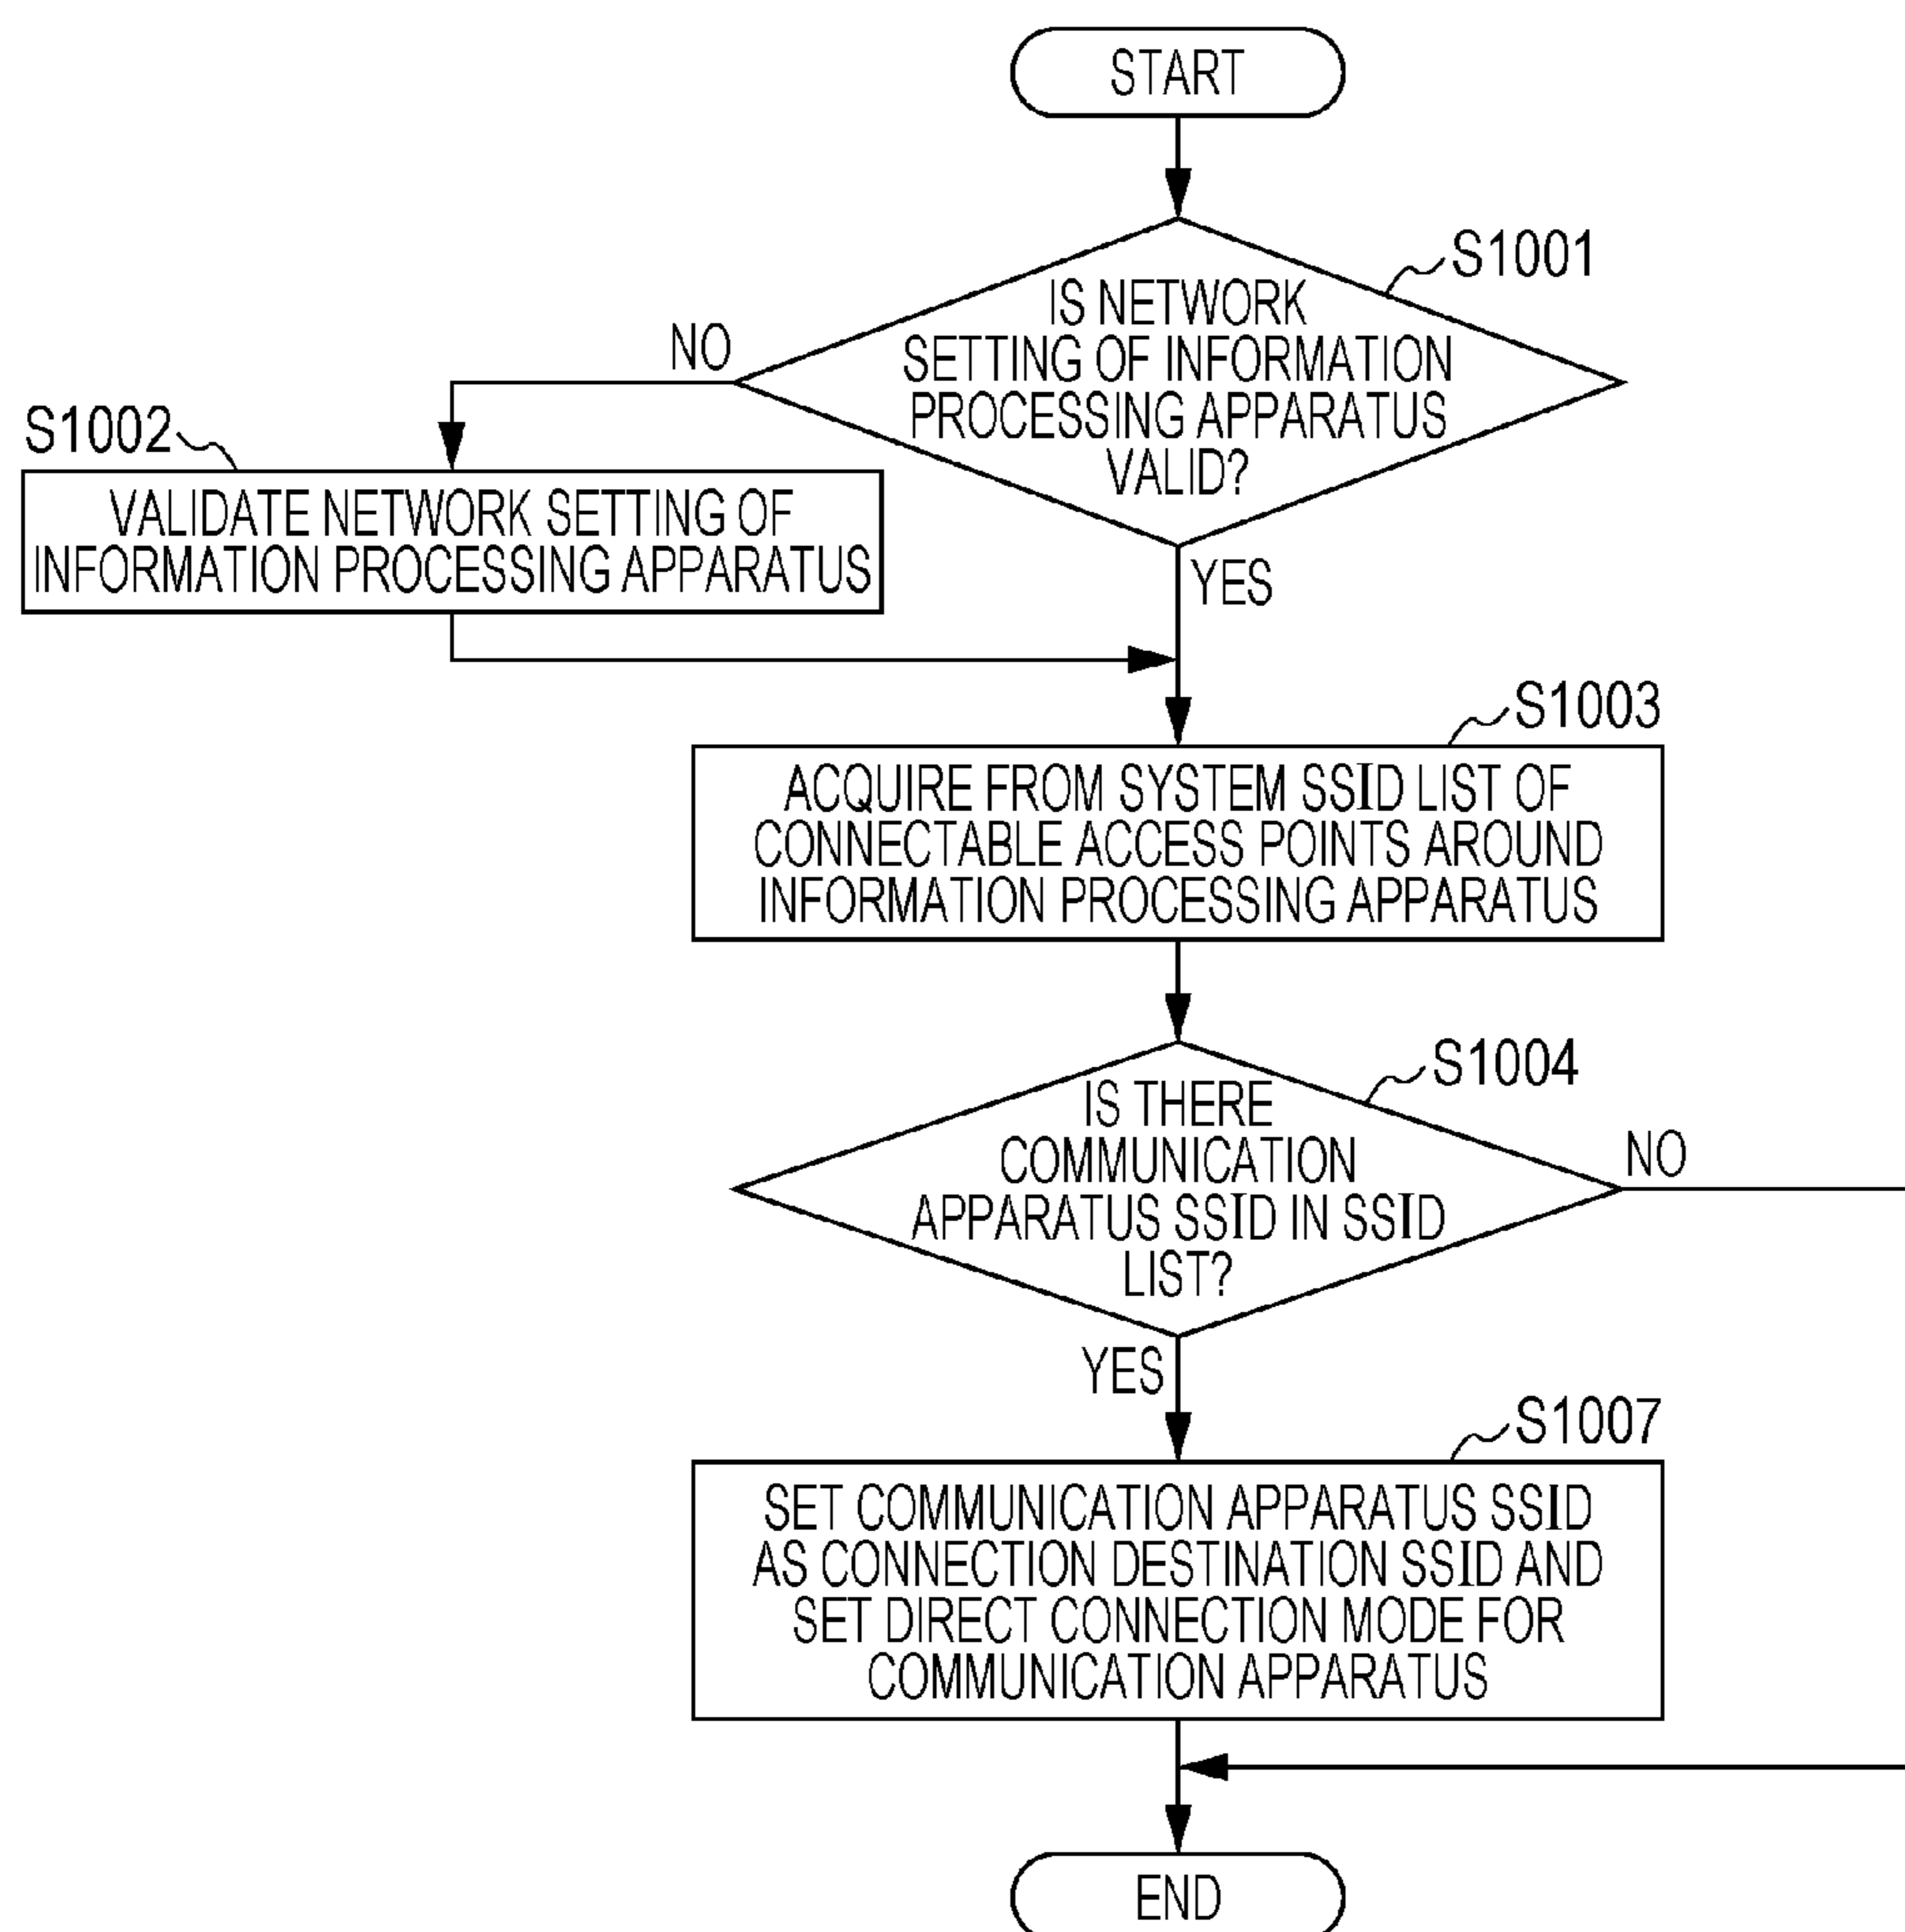 START
S1001
IS NETWORK
SETTING OF INFORMATION
PROCESSING APPARATUS
VALID?
NO
S1002
VALIDATE NETWORK SETTING OF
INFORMATION PROCESSING APPARATUS
YES
S1003
ACQUIRE FROM SYSTEM SSID LIST OF
CONNECTABLE ACCESS POINTS AROUND
INFORMATION PROCESSING APPARATUS
S1004
IS THERE
COMMUNICATION
APPARATUS SSID IN SSID
LIST?
NO
YES
S1007
SET COMMUNICATION APPARATUS SSID
AS CONNECTION DESTINATION SSID AND
SET DIRECT CONNECTION MODE FOR
COMMUNICATION APPARATUS
END